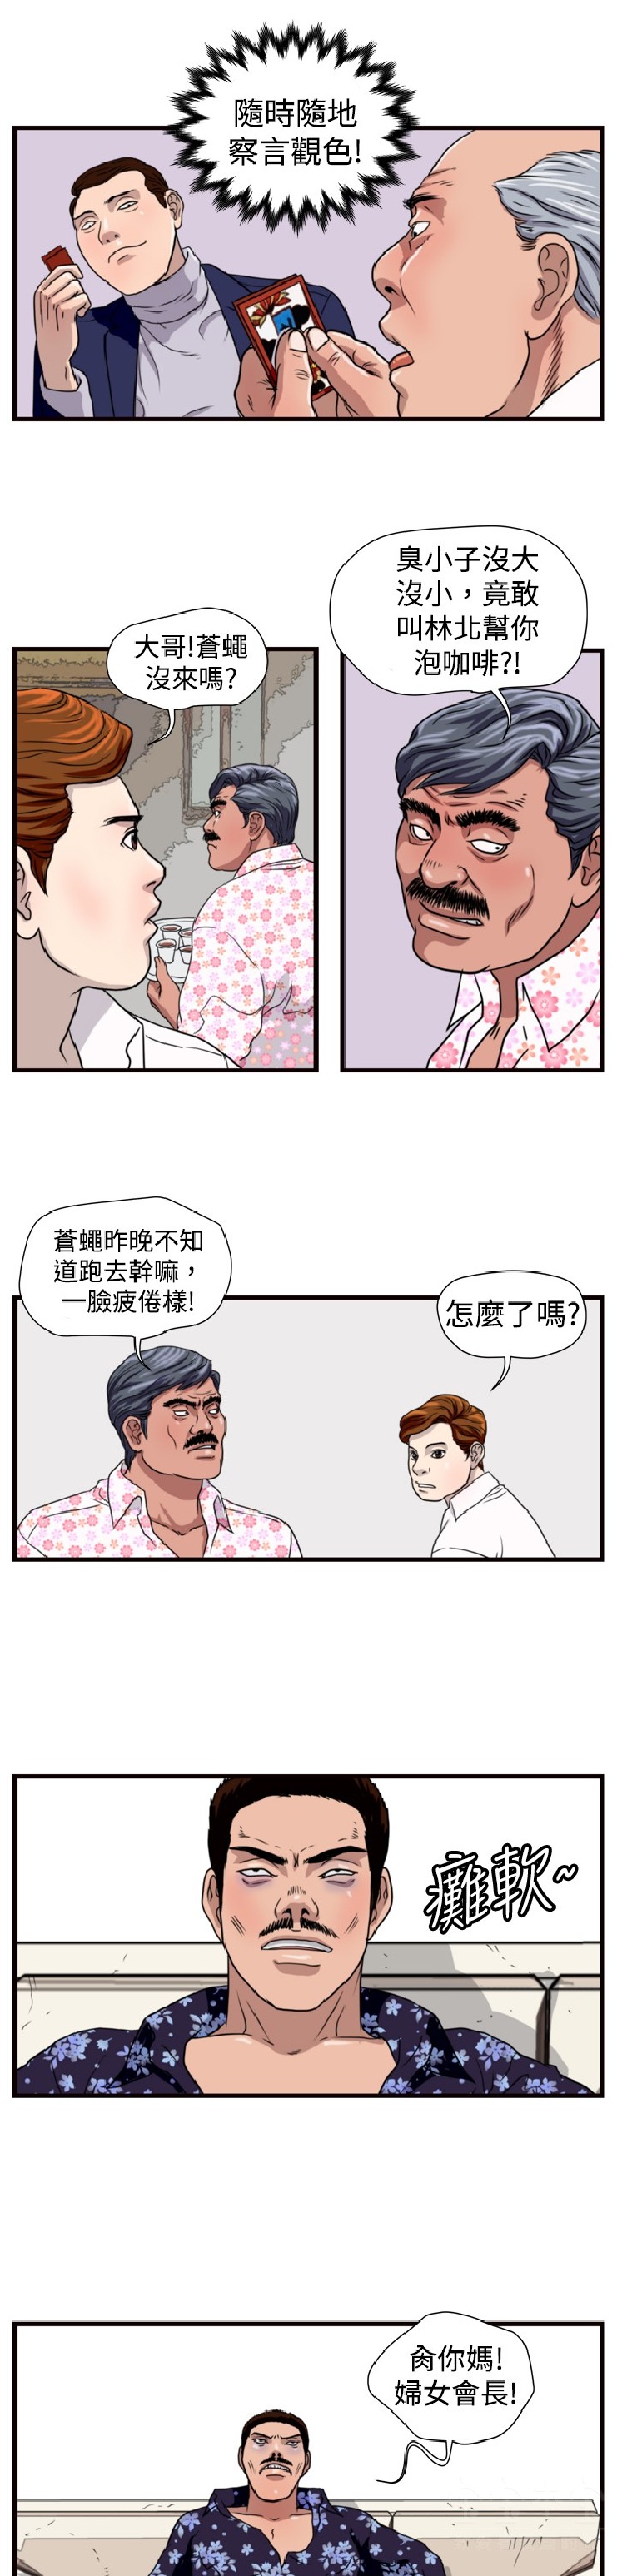 隨時隨地
察言觀色!
大哥!蒼蠅
沒來嗎?
臭小子沒大
沒小，竟敢
叫林北幫你
泡咖啡?!
蒼蠅昨晚不知
道跑去幹嘛，
一臉疲倦樣!
怎麼了嗎?
癱軟~
肏你媽!
婦女會長!